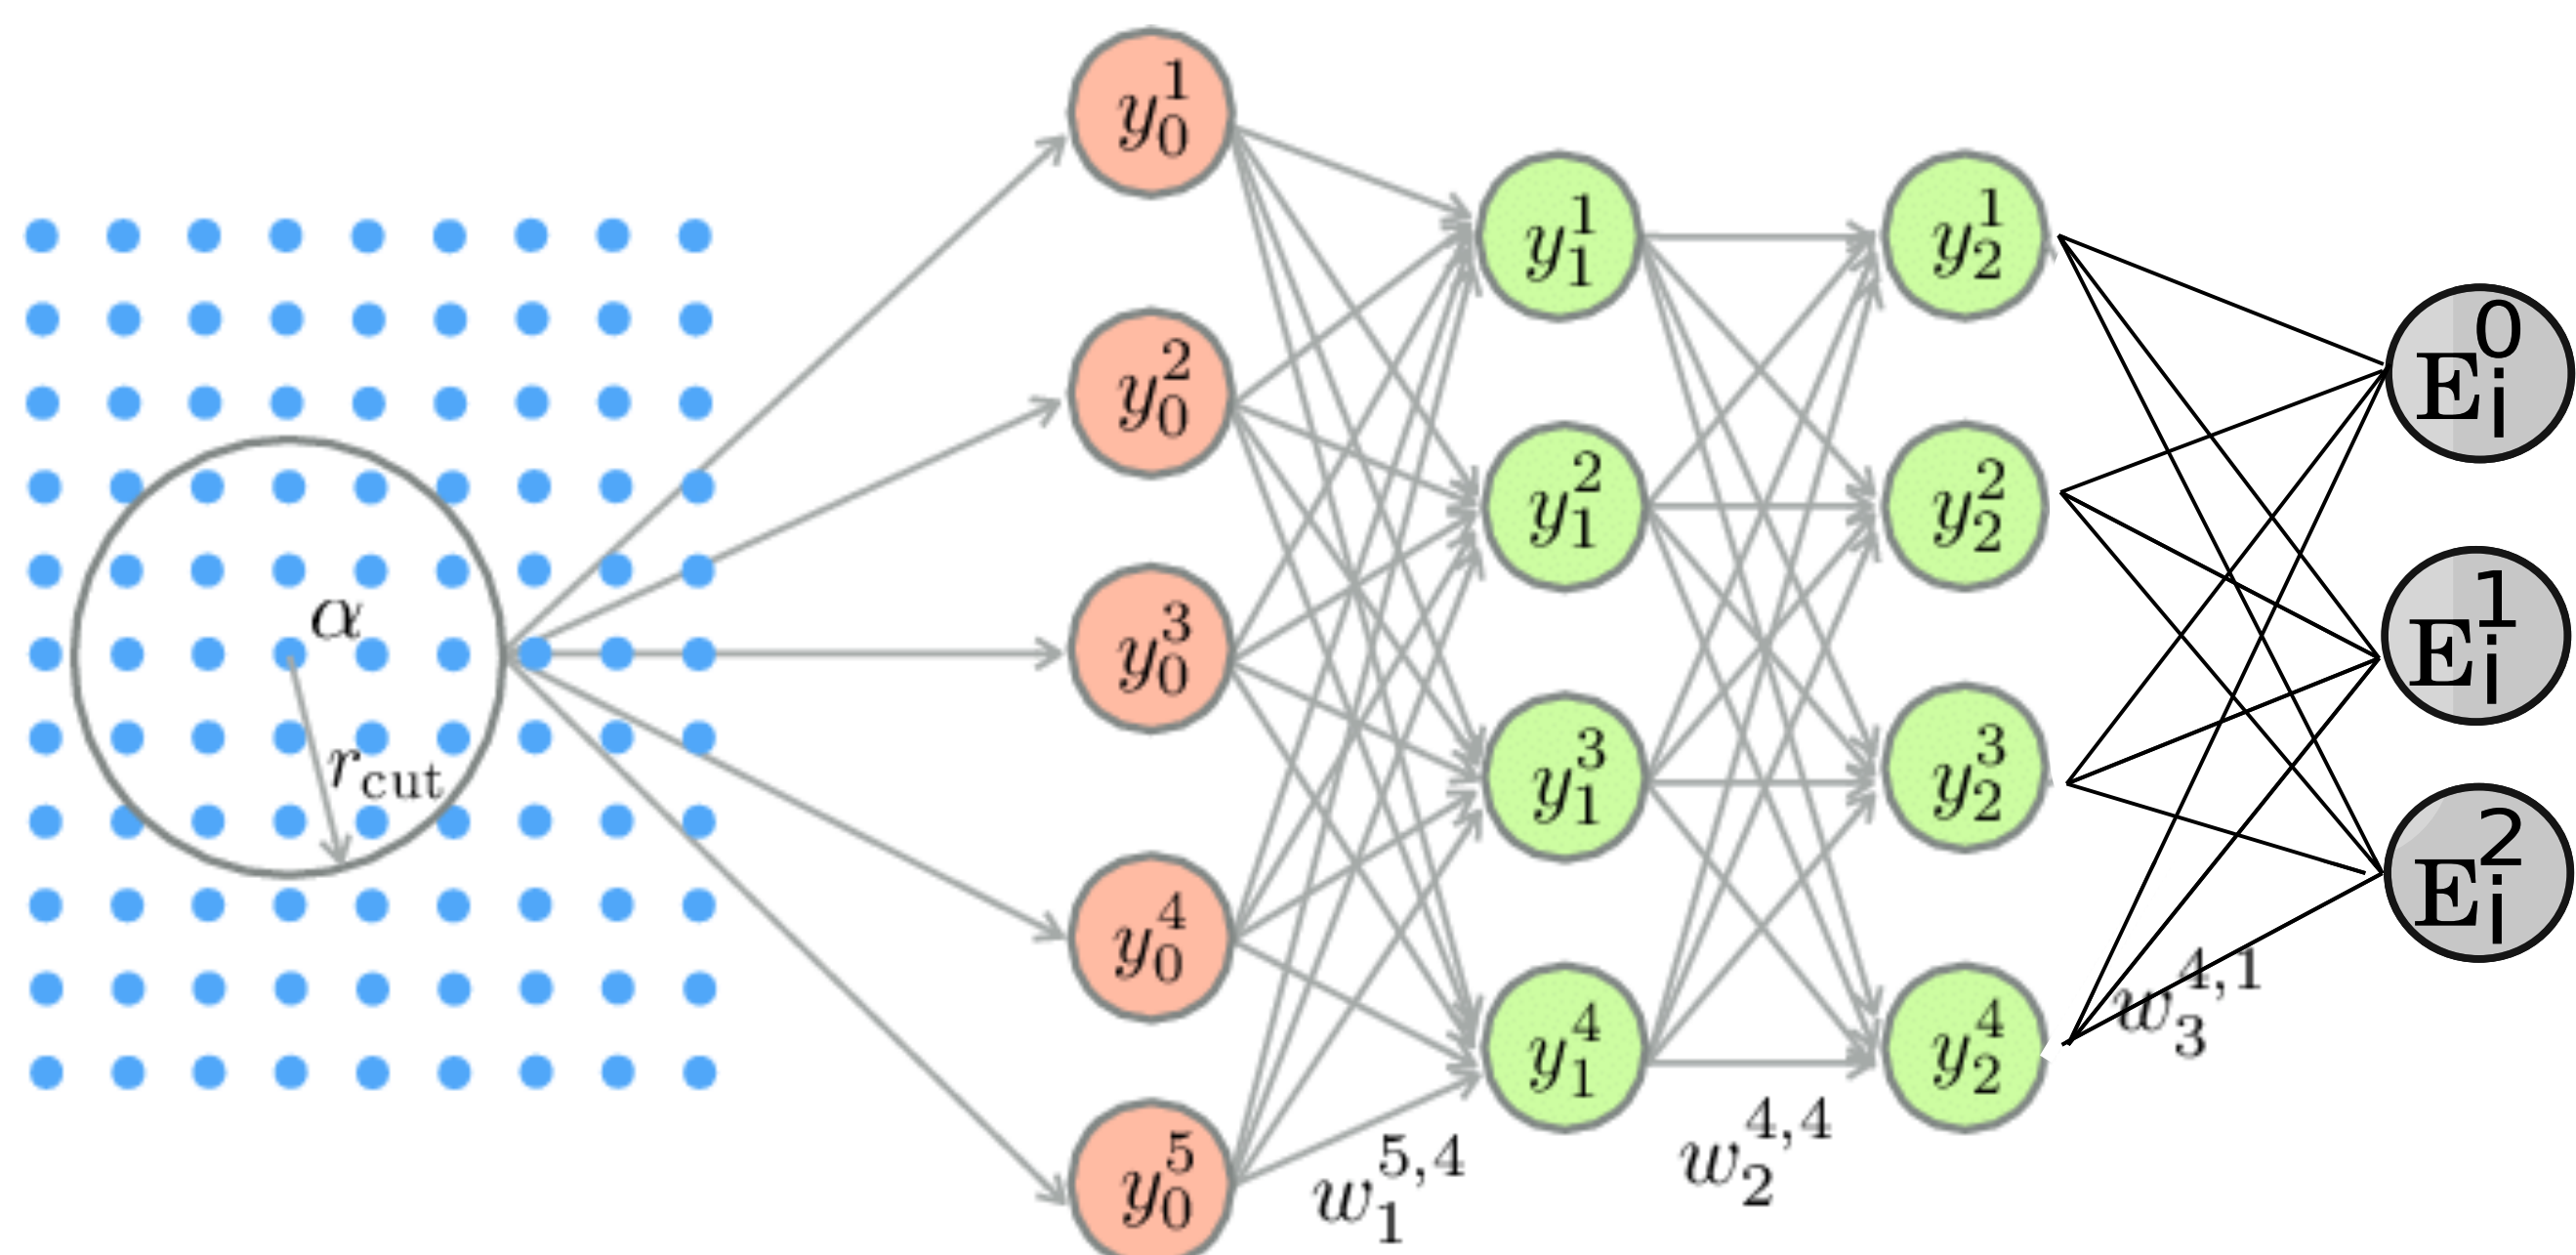 α
r_cut
y_0^1
y_0^2
y_0^3
y_0^4
y_0^5
w_1^{5,4}
y_1^1
y_1^2
y_1^3
y_1^4
w_2^{4,4}
y_2^1
y_2^2
y_2^3
y_2^4
w_3^{4,1}
E_i^0
E_i^1
E_i^2